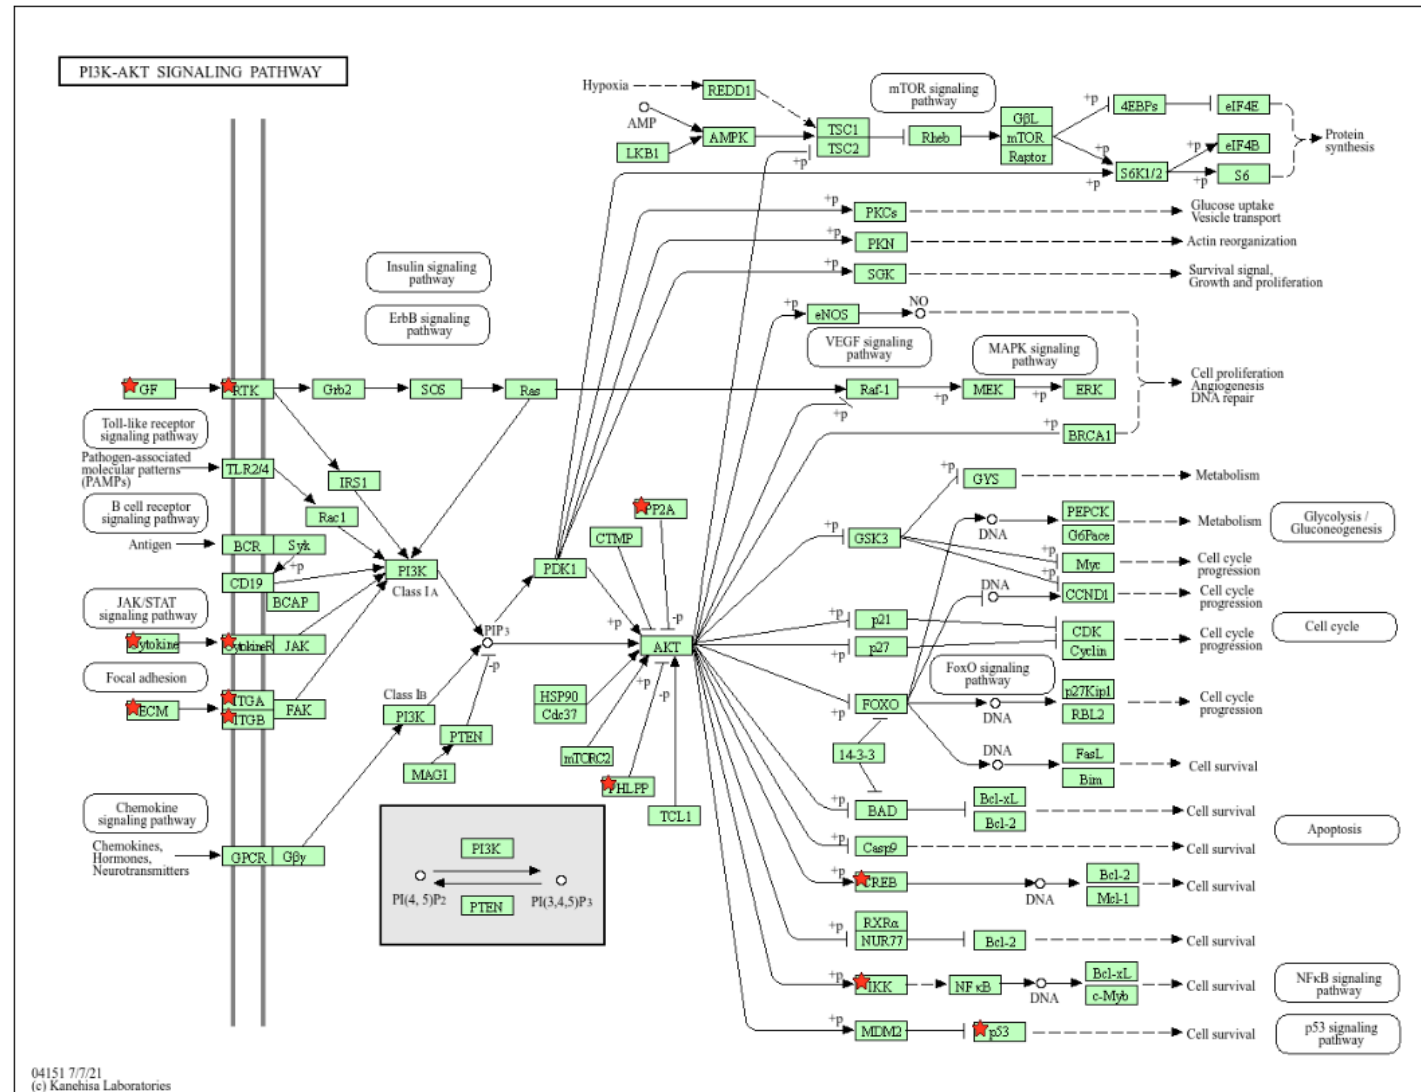 PI3K-AKT SIGNALING PATHWAY
Hypoxia
REDD1
mTOR signaling
pathway
AMP
AMPK
LKB1
TSC1
TSC2
+p
Rheb
GβL
mTOR
Raptor
+p
4EBPs
eIF4E
+p
S6K1/2
+p
+p
eIF4B
+p
S6
Protein
synthesis
+p
PKCs
Glucose uptake
Vesicle transport
+p
PKN
Actin reorganization
+p
SGK
Survival signal,
Growth and proliferation
Insulin signaling
pathway
ErbB signaling
pathway
+p
eNOS
NO
VEGF signaling
pathway
MAPK signaling
pathway
GF
RTK
Grb2
SOS
Ras
Raf-1
+p
+p
MEK
+p
ERK
Cell proliferation
Angiogenesis
DNA repair
+p
BRCA1
Toll-like receptor
signaling pathway
Pathogen-associated
molecular patterns
(PAMPs)
TLR2/4
IRS1
Rac1
B cell receptor
signaling pathway
Antigen
BCR
Syk
+p
CD19
BCAP
PI3K
Class IA
PDK1
PP2A
CTMP
+p
-p
AKT
PIP3
-p
+p
GYS
Metabolism
+p
GSK3
DNA
PEPCK
G6Pace
Metabolism
Glycolysis /
Gluconeogenesis
+p
Myc
Cell cycle
progression
DNA
+p
CCND1
Cell cycle
progression
+p
p21
+p
p27
CDK
Cyclin
Cell cycle
progression
Cell cycle
JAK/STAT
signaling pathway
Cytokine
CytokineR
JAK
Focal adhesion
ECM
ITGA
ITGB
FAK
Class IB
PI3K
PTEN
MAGI
HSP90
Cdc37
+p
-p
mTORC2
PHLPP
TCL1
FoxO signaling
pathway
+p
FOXO
DNA
p27Kip1
RBL2
Cell cycle
progression
14-3-3
DNA
FasL
Bim
Cell survival
+p
BAD
Bcl-xL
Bcl-2
Cell survival
Apoptosis
+p
Casp9
Cell survival
+p
CREB
DNA
Bcl-2
Mcl-1
Cell survival
+p
RXRα
NUR77
Bcl-2
Cell survival
+p
IKK
NFκB
DNA
Bcl-xL
c-Myb
Cell survival
NFκB signaling
pathway
+p
MDM2
p53
Cell survival
p53 signaling
pathway
Chemokine
signaling pathway
Chemokines,
Hormones,
Neurotransmitters
GPCR
Gβγ
PI3K
PI(4, 5)P2
PI(3,4,5)P3
PTEN
04151 7/7/21
(c) Kanehisa Laboratories